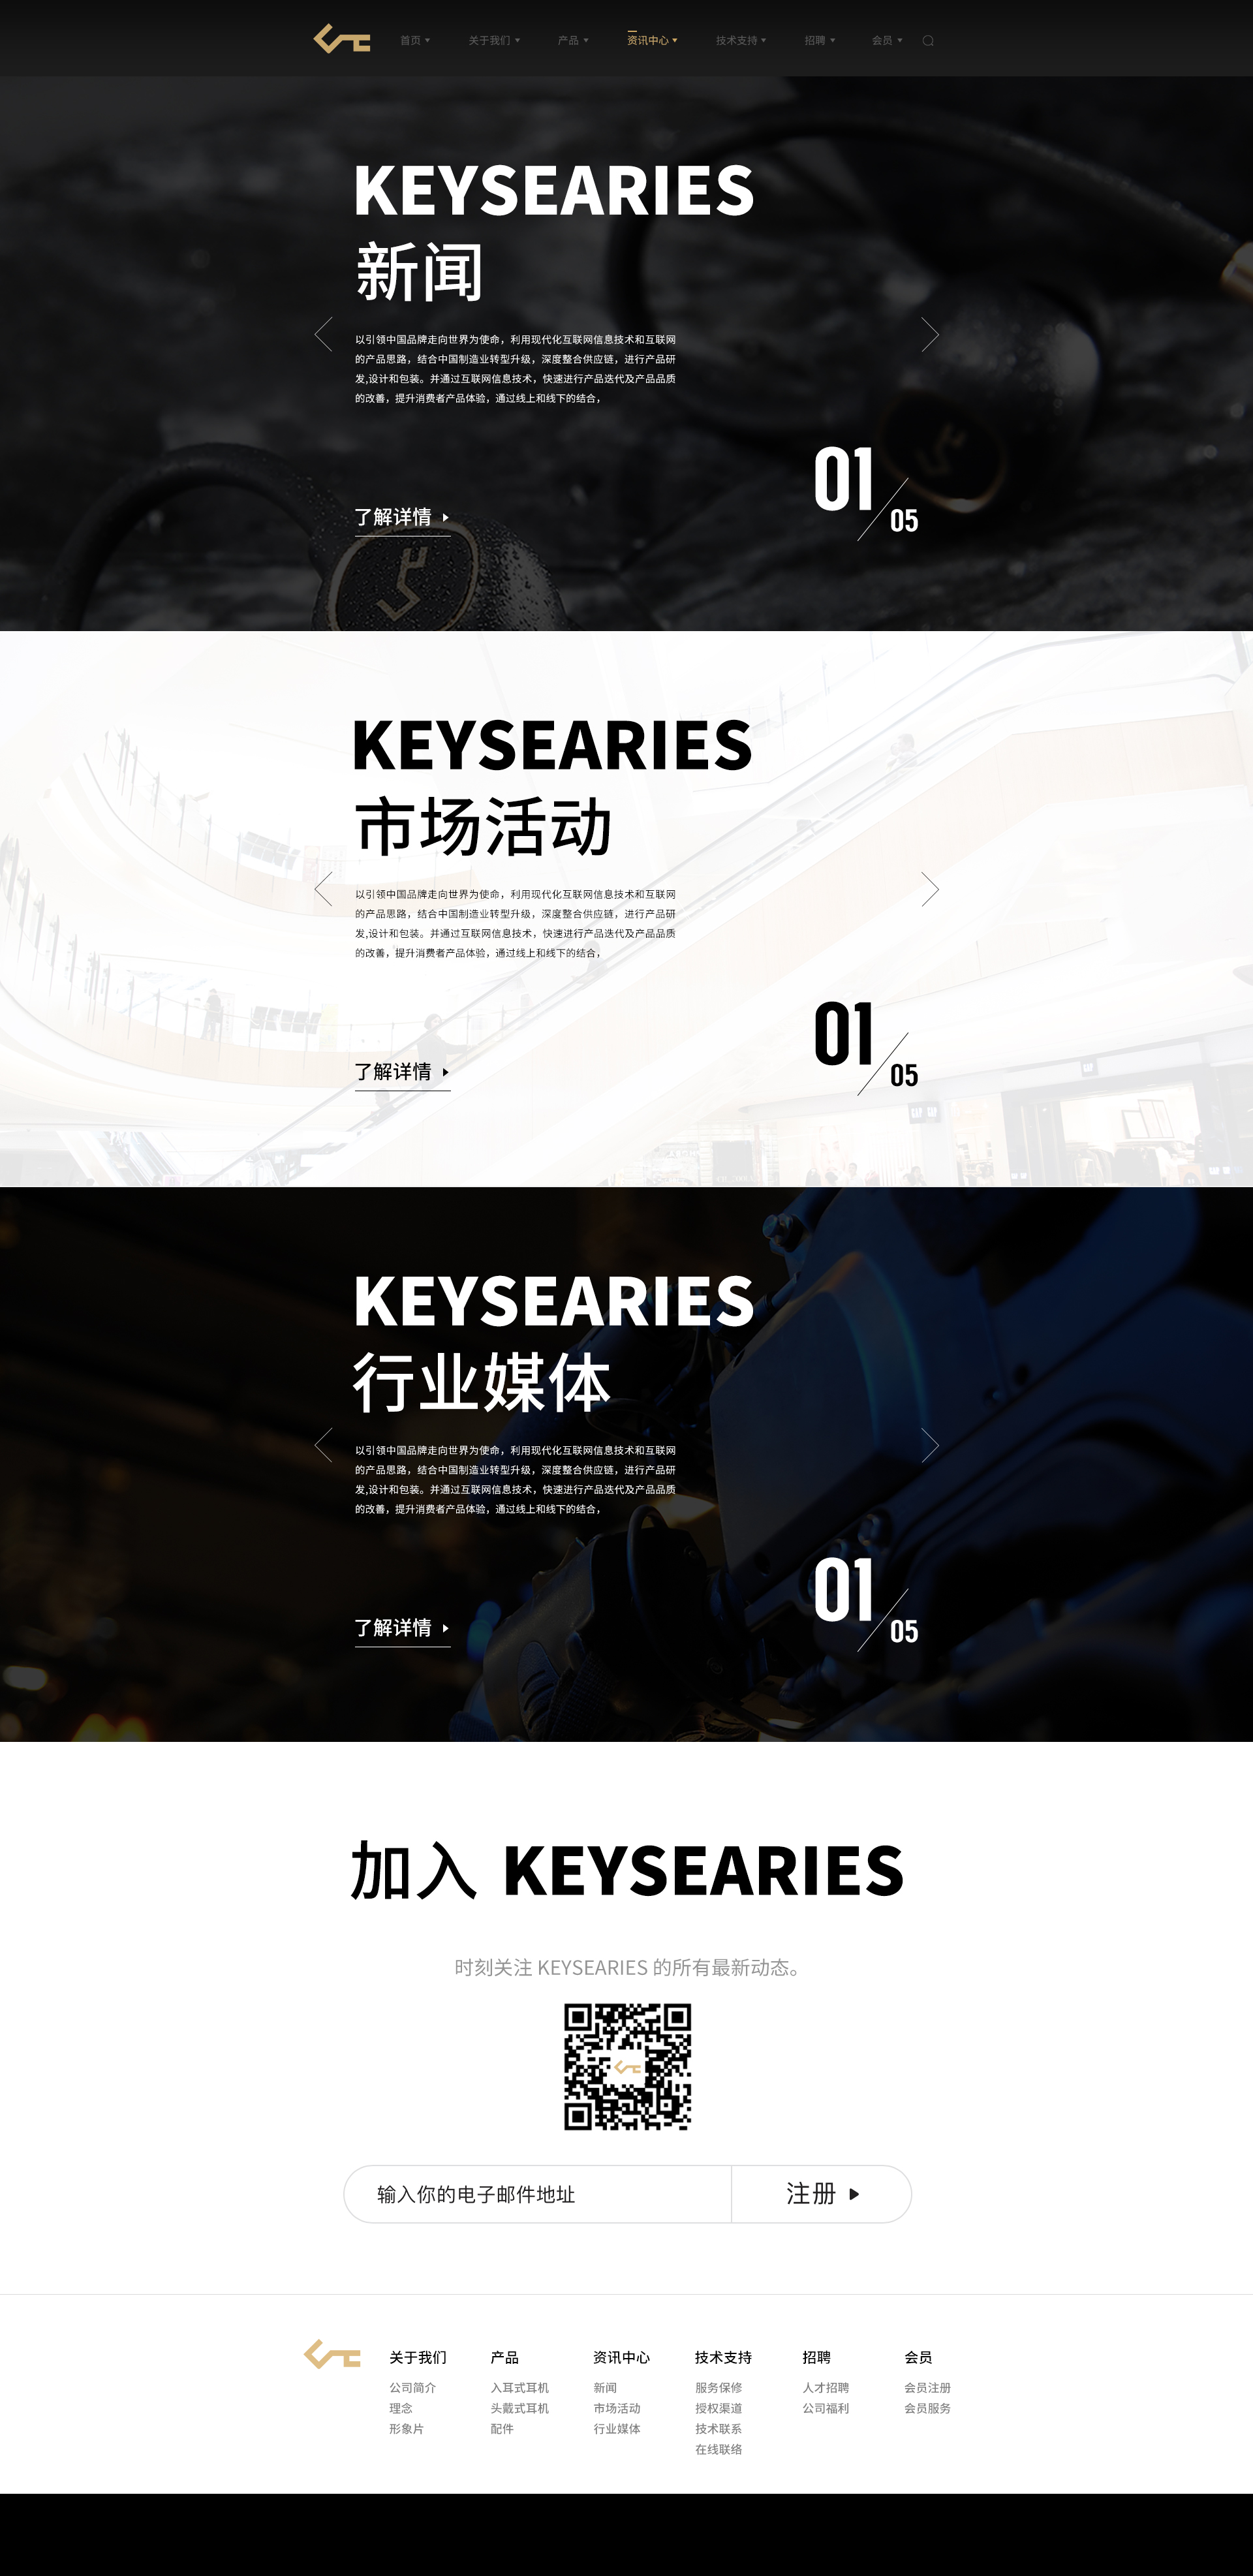 首页 关于我们 产品 资讯中心 技术支持 招聘 会员
KEYSEARIES
新闻
以引领中国品牌走向世界为使命，利用现代化互联网信息技术和互联网
的产品思路，结合中国制造业转型升级，深度整合供应链，进行产品研
发,设计和包装。并通过互联网信息技术，快速进行产品迭代及产品品质
的改善，提升消费者产品体验，通过线上和线下的结合，
01
05
了解详情
KEYSEARIES
市场活动
以引领中国品牌走向世界为使命，利用现代化互联网信息技术和互联网
的产品思路，结合中国制造业转型升级，深度整合供应链，进行产品研
发,设计和包装。并通过互联网信息技术，快速进行产品迭代及产品品质
的改善，提升消费者产品体验，通过线上和线下的结合，
01
05
了解详情
KEYSEARIES
行业媒体
以引领中国品牌走向世界为使命，利用现代化互联网信息技术和互联网
的产品思路，结合中国制造业转型升级，深度整合供应链，进行产品研
发,设计和包装。并通过互联网信息技术，快速进行产品迭代及产品品质
的改善，提升消费者产品体验，通过线上和线下的结合，
01
05
了解详情
加入 KEYSEARIES
时刻关注 KEYSEARIES 的所有最新动态。
输入你的电子邮件地址 注册
关于我们 产品 资讯中心 技术支持 招聘 会员
公司简介 入耳式耳机 新闻 服务保修 人才招聘 会员注册
理念 头戴式耳机 市场活动 授权渠道 公司福利 会员服务
形象片 配件 行业媒体 技术联系
在线联络